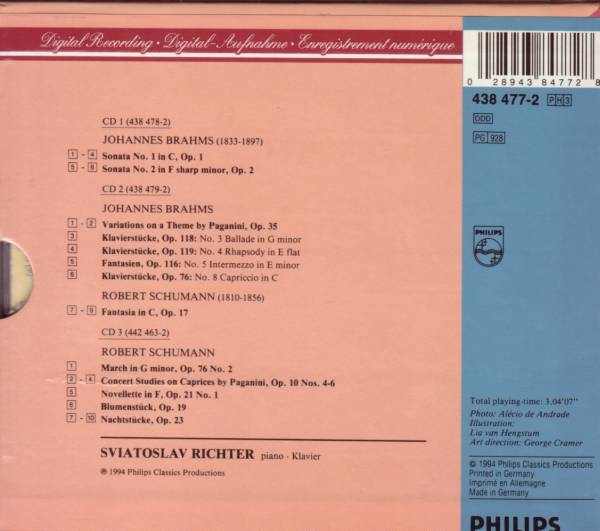 Digital Recording · Digital-Aufnahme · Enregistrement numérique
0 28943 84772 8
438 477-2 PH3
DDD
PG 928
CD 1 (438 478-2)
JOHANNES BRAHMS (1833-1897)
1 - 4 Sonata No. 1 in C, Op. 1
5 - 8 Sonata No. 2 in F sharp minor, Op. 2
CD 2 (438 479-2)
JOHANNES BRAHMS
1 - 2 Variations on a Theme by Paganini, Op. 35
3 Klavierstücke, Op. 118: No. 3 Ballade in G minor
4 Klavierstücke, Op. 119: No. 4 Rhapsody in E flat
5 Fantasien, Op. 116: No. 5 Intermezzo in E minor
6 Klavierstücke, Op. 76: No. 8 Capriccio in C
ROBERT SCHUMANN (1810-1856)
7 - 9 Fantasia in C, Op. 17
CD 3 (442 463-2)
ROBERT SCHUMANN
1 March in G minor, Op. 76 No. 2
2 - 4 Concert Studies on Caprices by Paganini, Op. 10 Nos. 4-6
5 Novellette in F, Op. 21 No. 1
6 Blumenstück, Op. 19
7 - 10 Nachtstücke, Op. 23
SVIATOSLAV RICHTER piano · Klavier
℗ 1994 Philips Classics Productions
PHILIPS
Total playing-time: 3.04'07"
Photo: Alécio de Andrade
Illustration:
Lia van Hengstum
Art direction: George Cramer
© 1994 Philips Classics Productions
Printed in Germany
Imprimé en Allemagne
Made in Germany
PHILIPS